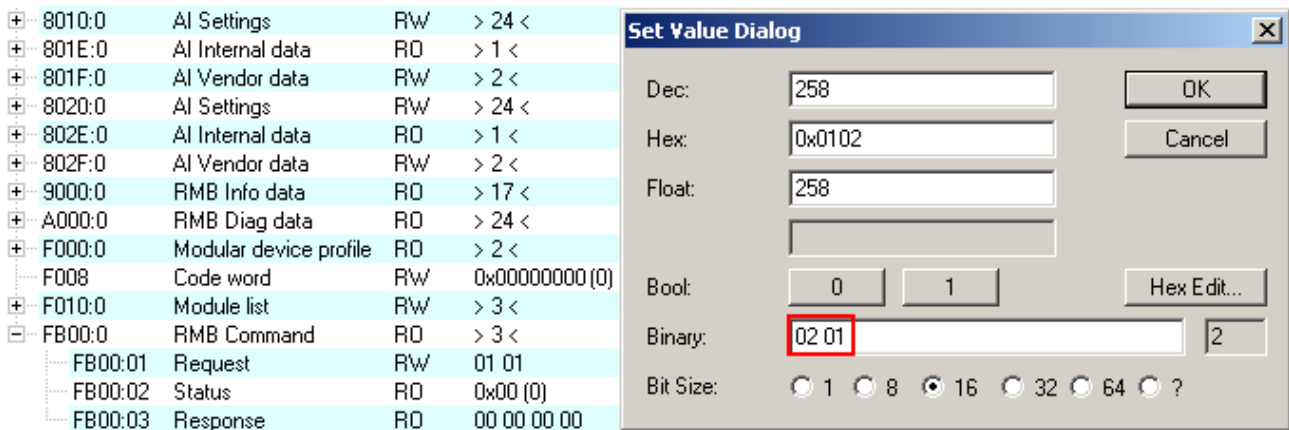 8010:0 AI Settings RW > 24 <
801E:0 AI Internal data RO > 1 <
801F:0 AI Vendor data RW > 2 <
8020:0 AI Settings RW > 24 <
802E:0 AI Internal data RO > 1 <
802F:0 AI Vendor data RW > 2 <
9000:0 RMB Info data RO > 17 <
A000:0 RMB Diag data RO > 24 <
F000:0 Modular device profile RO > 2 <
F008 Code word RW 0x00000000 (0)
F010:0 Module list RW > 3 <
FB00:0 RMB Command RO > 3 <
FB00:01 Request RW 01 01
FB00:02 Status RO 0x00 (0)
FB00:03 Response RO 00 00 00 00
Set Value Dialog
Dec: 258 OK
Hex: 0x0102 Cancel
Float: 258
Bool: 0 1 Hex Edit...
Binary: 02 01 2
Bit Size: 1 8 16 32 64 ?